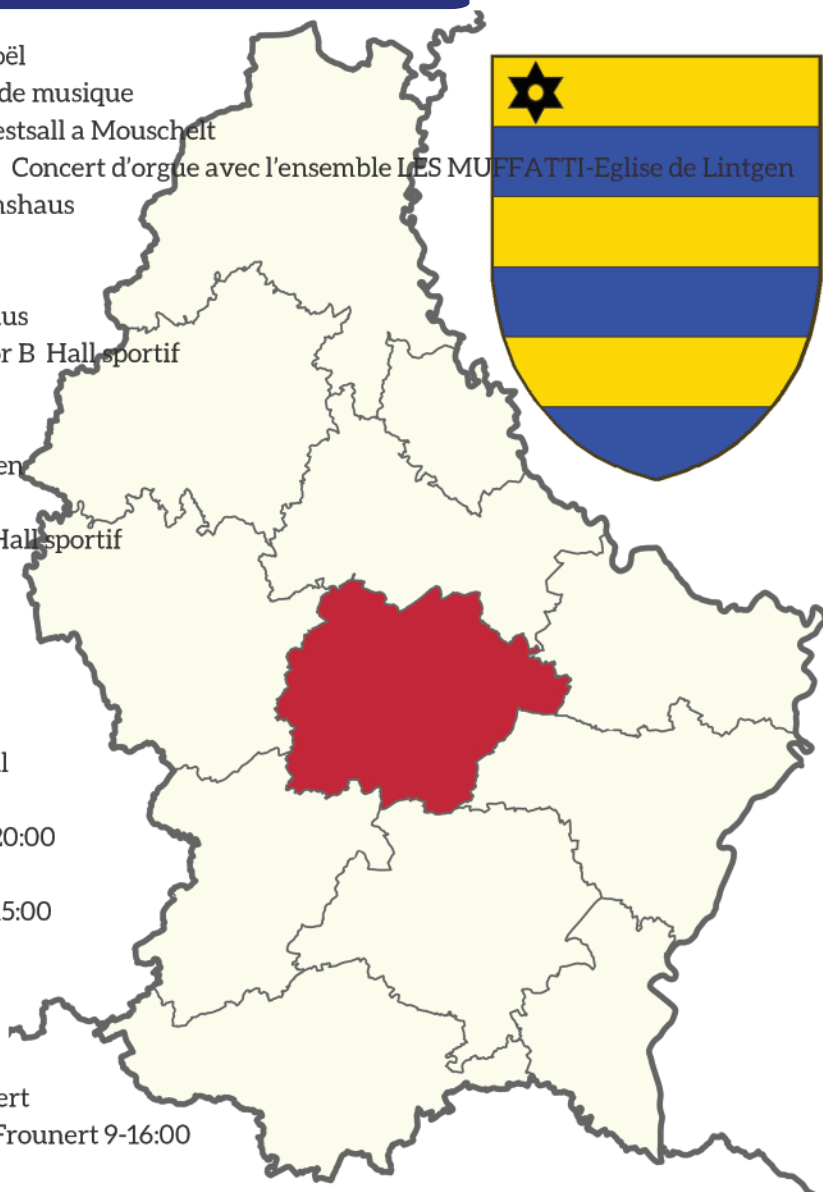 oël
de musique
estsall a Mouschelt
Concert d'orgue avec l'ensemble LES MUFFATTI-Eglise de Lintgen
nshaus
us
or B Hall sportif
en
Hall sportif
l
20:00
15:00
ert
Frounert 9-16:00